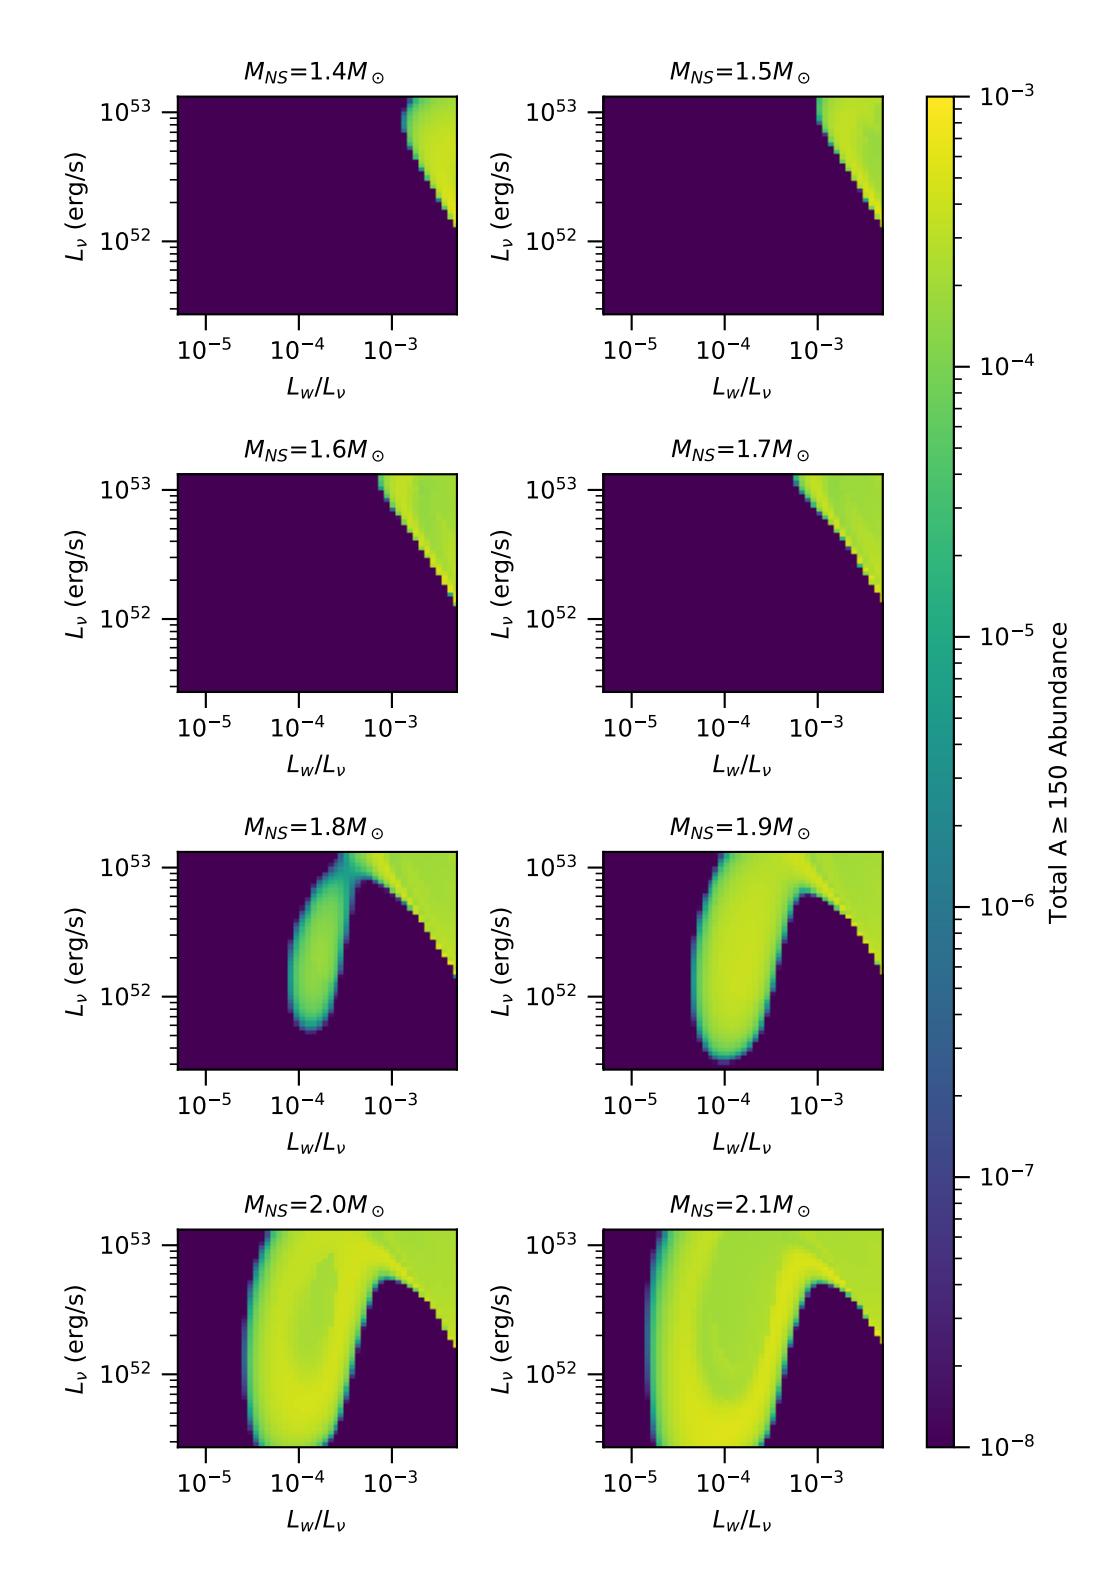 M_NS=1.4M_⊙
M_NS=1.5M_⊙
10^53
10^52
L_ν (erg/s)
10^−5 10^−4 10^−3
L_w/L_ν
10^53
10^52
L_ν (erg/s)
10^−5 10^−4 10^−3
L_w/L_ν
M_NS=1.6M_⊙
M_NS=1.7M_⊙
10^53
10^52
L_ν (erg/s)
10^−5 10^−4 10^−3
L_w/L_ν
10^53
10^52
L_ν (erg/s)
10^−5 10^−4 10^−3
L_w/L_ν
M_NS=1.8M_⊙
M_NS=1.9M_⊙
10^53
10^52
L_ν (erg/s)
10^−5 10^−4 10^−3
L_w/L_ν
10^53
10^52
L_ν (erg/s)
10^−5 10^−4 10^−3
L_w/L_ν
M_NS=2.0M_⊙
M_NS=2.1M_⊙
10^53
10^52
L_ν (erg/s)
10^−5 10^−4 10^−3
L_w/L_ν
10^53
10^52
L_ν (erg/s)
10^−5 10^−4 10^−3
L_w/L_ν
10^−3
10^−4
10^−5
10^−6
10^−7
10^−8
Total A ≥ 150 Abundance